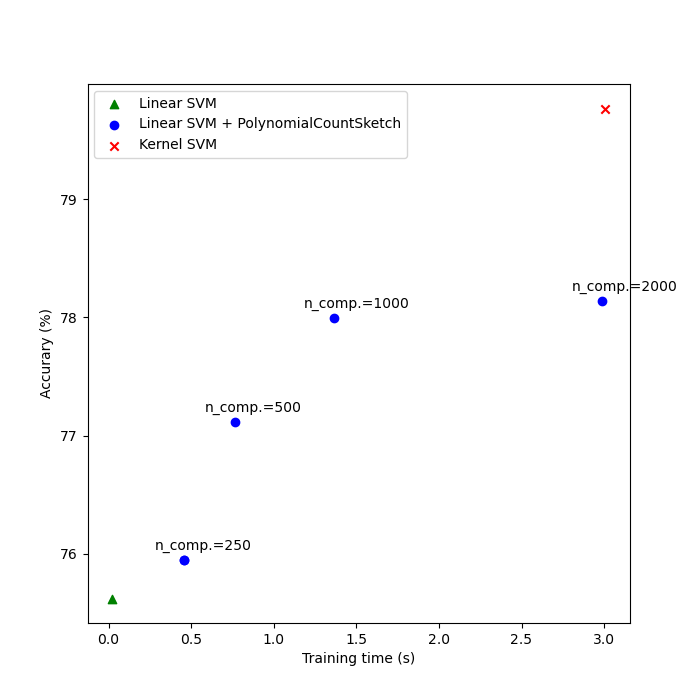 Linear SVM
Linear SVM + PolynomialCountSketch
Kernel SVM
79
n_comp.=2000
n_comp.=1000
78
Accurary (%)
n_comp.=500
77
n_comp.=250
76
0.0 0.5 1.0 1.5 2.0 2.5 3.0
Training time (s)